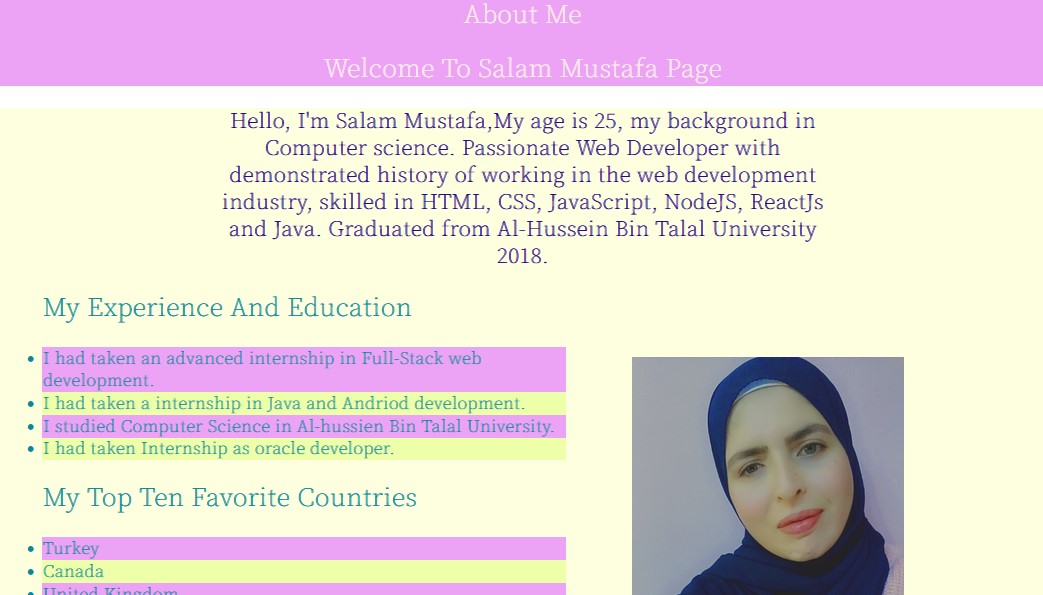 About Me
Welcome To Salam Mustafa Page
Hello, I'm Salam Mustafa,My age is 25, my background in
Computer science. Passionate Web Developer with
demonstrated history of working in the web development
industry, skilled in HTML, CSS, JavaScript, NodeJS, ReactJs
and Java. Graduated from Al-Hussein Bin Talal University
2018.
My Experience And Education
• I had taken an advanced internship in Full-Stack web
development.
• I had taken a internship in Java and Andriod development.
• I studied Computer Science in Al-hussien Bin Talal University.
• I had taken Internship as oracle developer.
My Top Ten Favorite Countries
• Turkey
• Canada
• United Kingdom